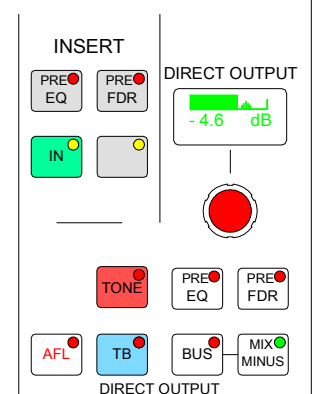 INSERT
PRE
EQ
PRE
FDR
DIRECT OUTPUT
- 4.6 dB
IN
TONE
PRE
EQ
PRE
FDR
AFL
TB
BUS
MIX
MINUS
DIRECT OUTPUT